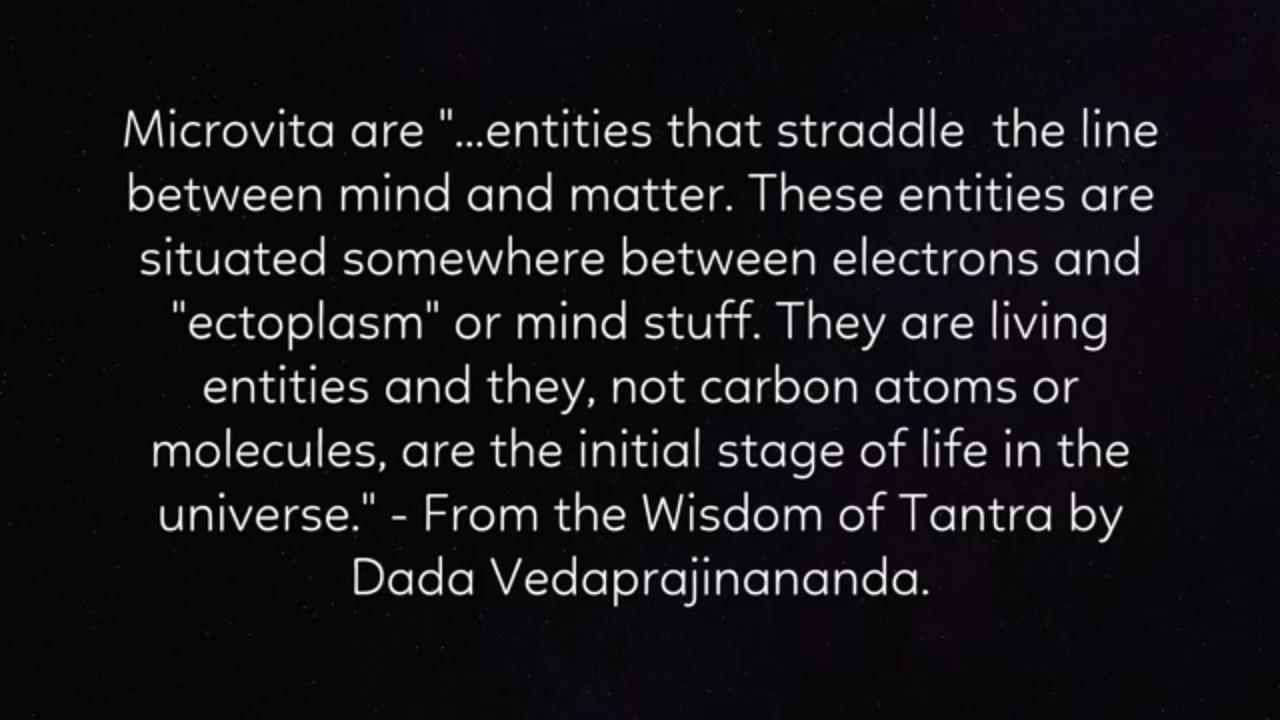 Microvita are "...entities that straddle  the line
between mind and matter. These entities are
situated somewhere between electrons and
"ectoplasm" or mind stuff. They are living
entities and they, not carbon atoms or
molecules, are the initial stage of life in the
universe." - From the Wisdom of Tantra by
Dada Vedaprajinananda.